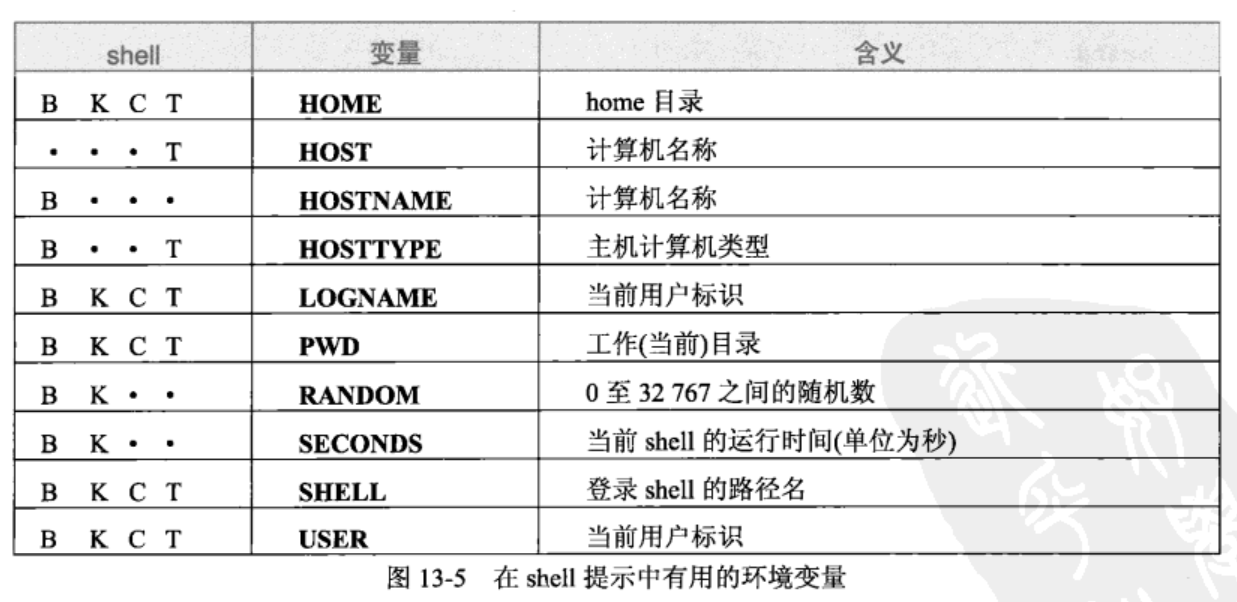 shell 变量 含义
B K C T HOME home 目录
· · · T HOST 计算机名称
B · · · HOSTNAME 计算机名称
B · · T HOSTTYPE 主机计算机类型
B K C T LOGNAME 当前用户标识
B K C T PWD 工作(当前)目录
B K · · RANDOM 0 至 32 767 之间的随机数
B K · · SECONDS 当前 shell 的运行时间(单位为秒)
B K C T SHELL 登录 shell 的路径名
B K C T USER 当前用户标识
图 13-5 在 shell 提示中有用的环境变量